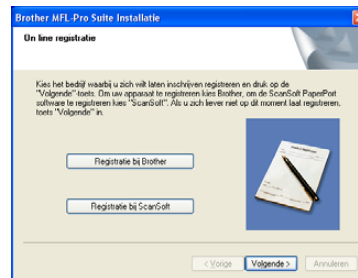 Brother MFL-Pro Suite Installatie
On line registratie
Kies het bedrijf waarbij u zich wilt laten inschrijven registreren en druk op de
"Volgende"-toets. Om uw apparaat te registreren kies Brother, om de ScanSoft PaperPort
software te registreren kies "ScanSoft". Als u zich liever niet op dit moment laat registreren,
toets "Volgende" in.
Registratie bij Brother
Registratie bij ScanSoft
< Vorige
Volgende >
Annuleren